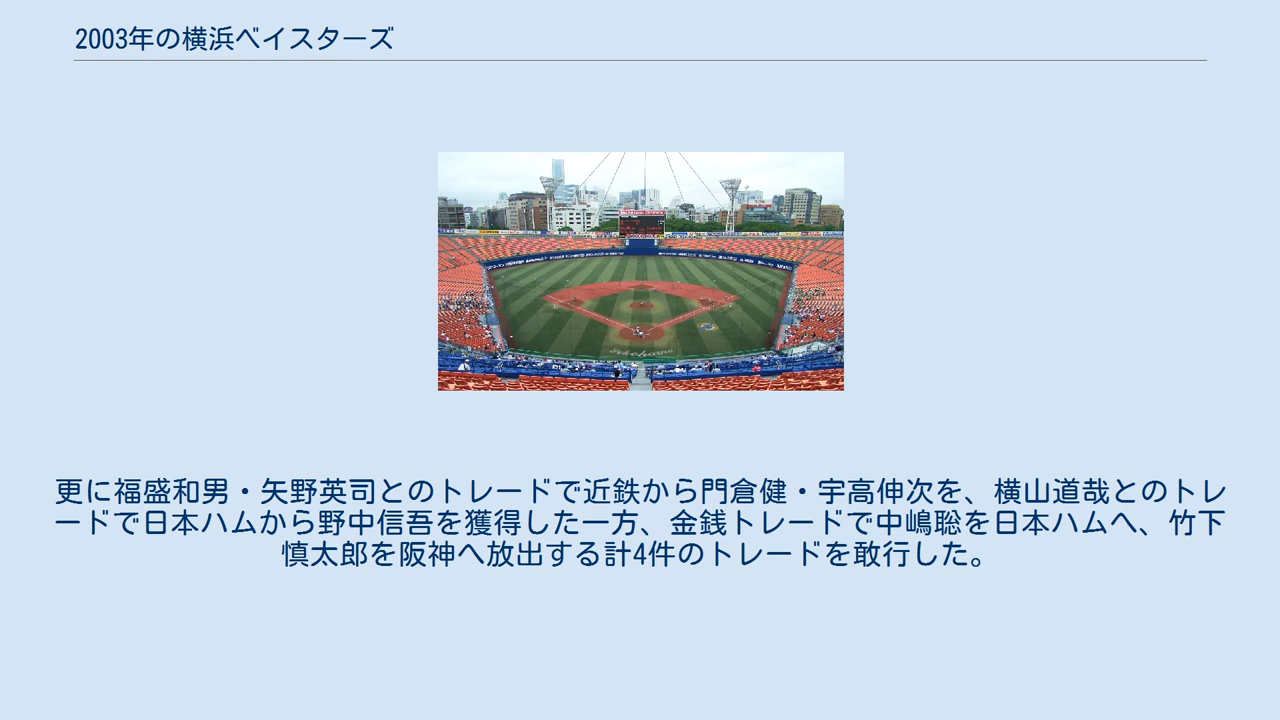 2003年の横浜ベイスターズ
更に福盛和男・矢野英司とのトレードで近鉄から門倉健・宇高伸次を、横山道哉とのトレ
ードで日本ハムから野中信吾を獲得した一方、金銭トレードで中嶋聡を日本ハムへ、竹下
慎太郎を阪神へ放出する計4件のトレードを敢行した。